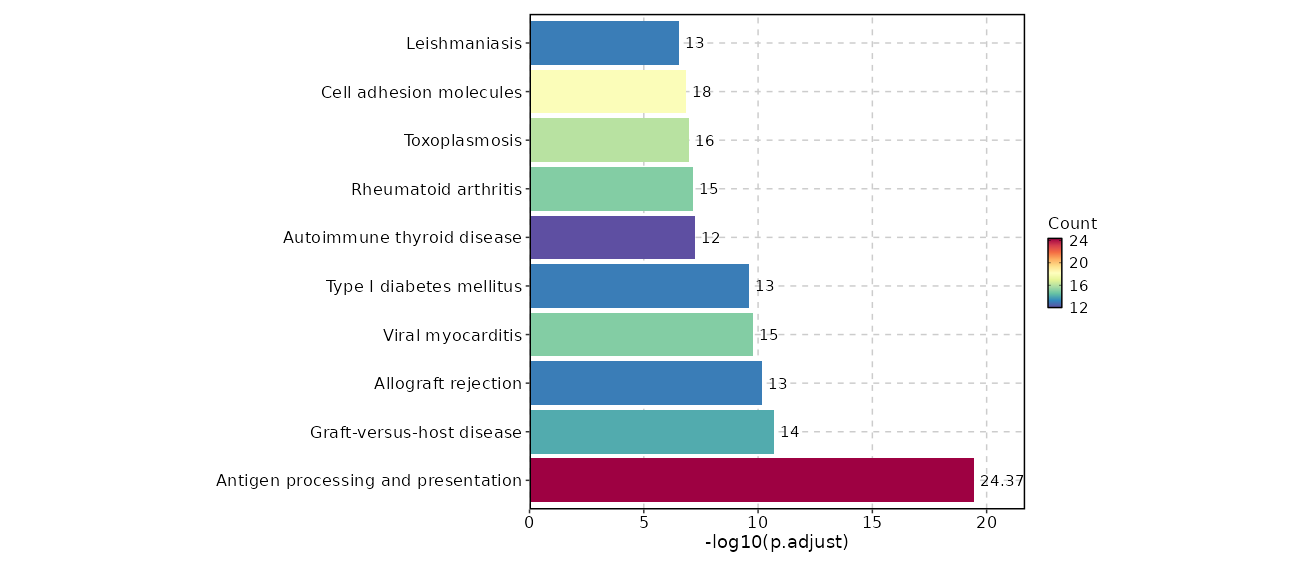 Leishmaniasis 13
Cell adhesion molecules 18
Toxoplasmosis 16
Rheumatoid arthritis 15
Autoimmune thyroid disease 12
Type I diabetes mellitus 13
Viral myocarditis 15
Allograft rejection 13
Graft-versus-host disease 14
Antigen processing and presentation 24.37
0 5 10 15 20
-log10(p.adjust)
Count
24
20
16
12